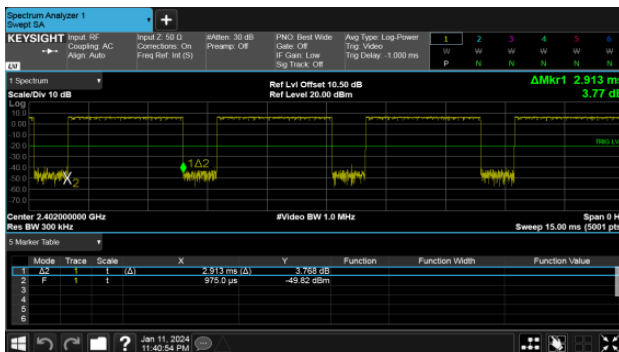 Spectrum Analyzer 1
Swept SA
+
KEYSIGHT Input: RF Input Z: 50 Ω #Atten: 30 dB PNO: Best Wide Avg Type: Log-Power 1 2 3 4 5 6
Coupling: AC Corrections: On Preamp: Off Gate: Off Trig: Video W W W W W W
Align: Auto Freq Ref: Int (S) IF Gain: Low Trig Delay: -1.000 ms P N N N N N
Sig Track: Off
LXI
1 Spectrum ΔMkr1 2.913 ms
Ref Lvl Offset 10.50 dB
Scale/Div 10 dB Ref Level 20.00 dBm 3.77 dB
Log
10.0
0.00
-10.0
-20.0 TRIG LV
-30.0
-40.0 1Δ2
-50.0 X2
-60.0
-70.0
Center 2.402000000 GHz #Video BW 1.0 MHz Span 0 H
Res BW 300 kHz Sweep 15.00 ms (5001 pts
5 Marker Table
Mode Trace Scale X Y Function Function Width Function Value
1 Δ2 1 t (Δ) 2.913 ms (Δ) 3.768 dB
2 F 1 t 975.0 µs -49.82 dBm
3
4
5
6
? Jan 11, 2024
11:40:54 PM